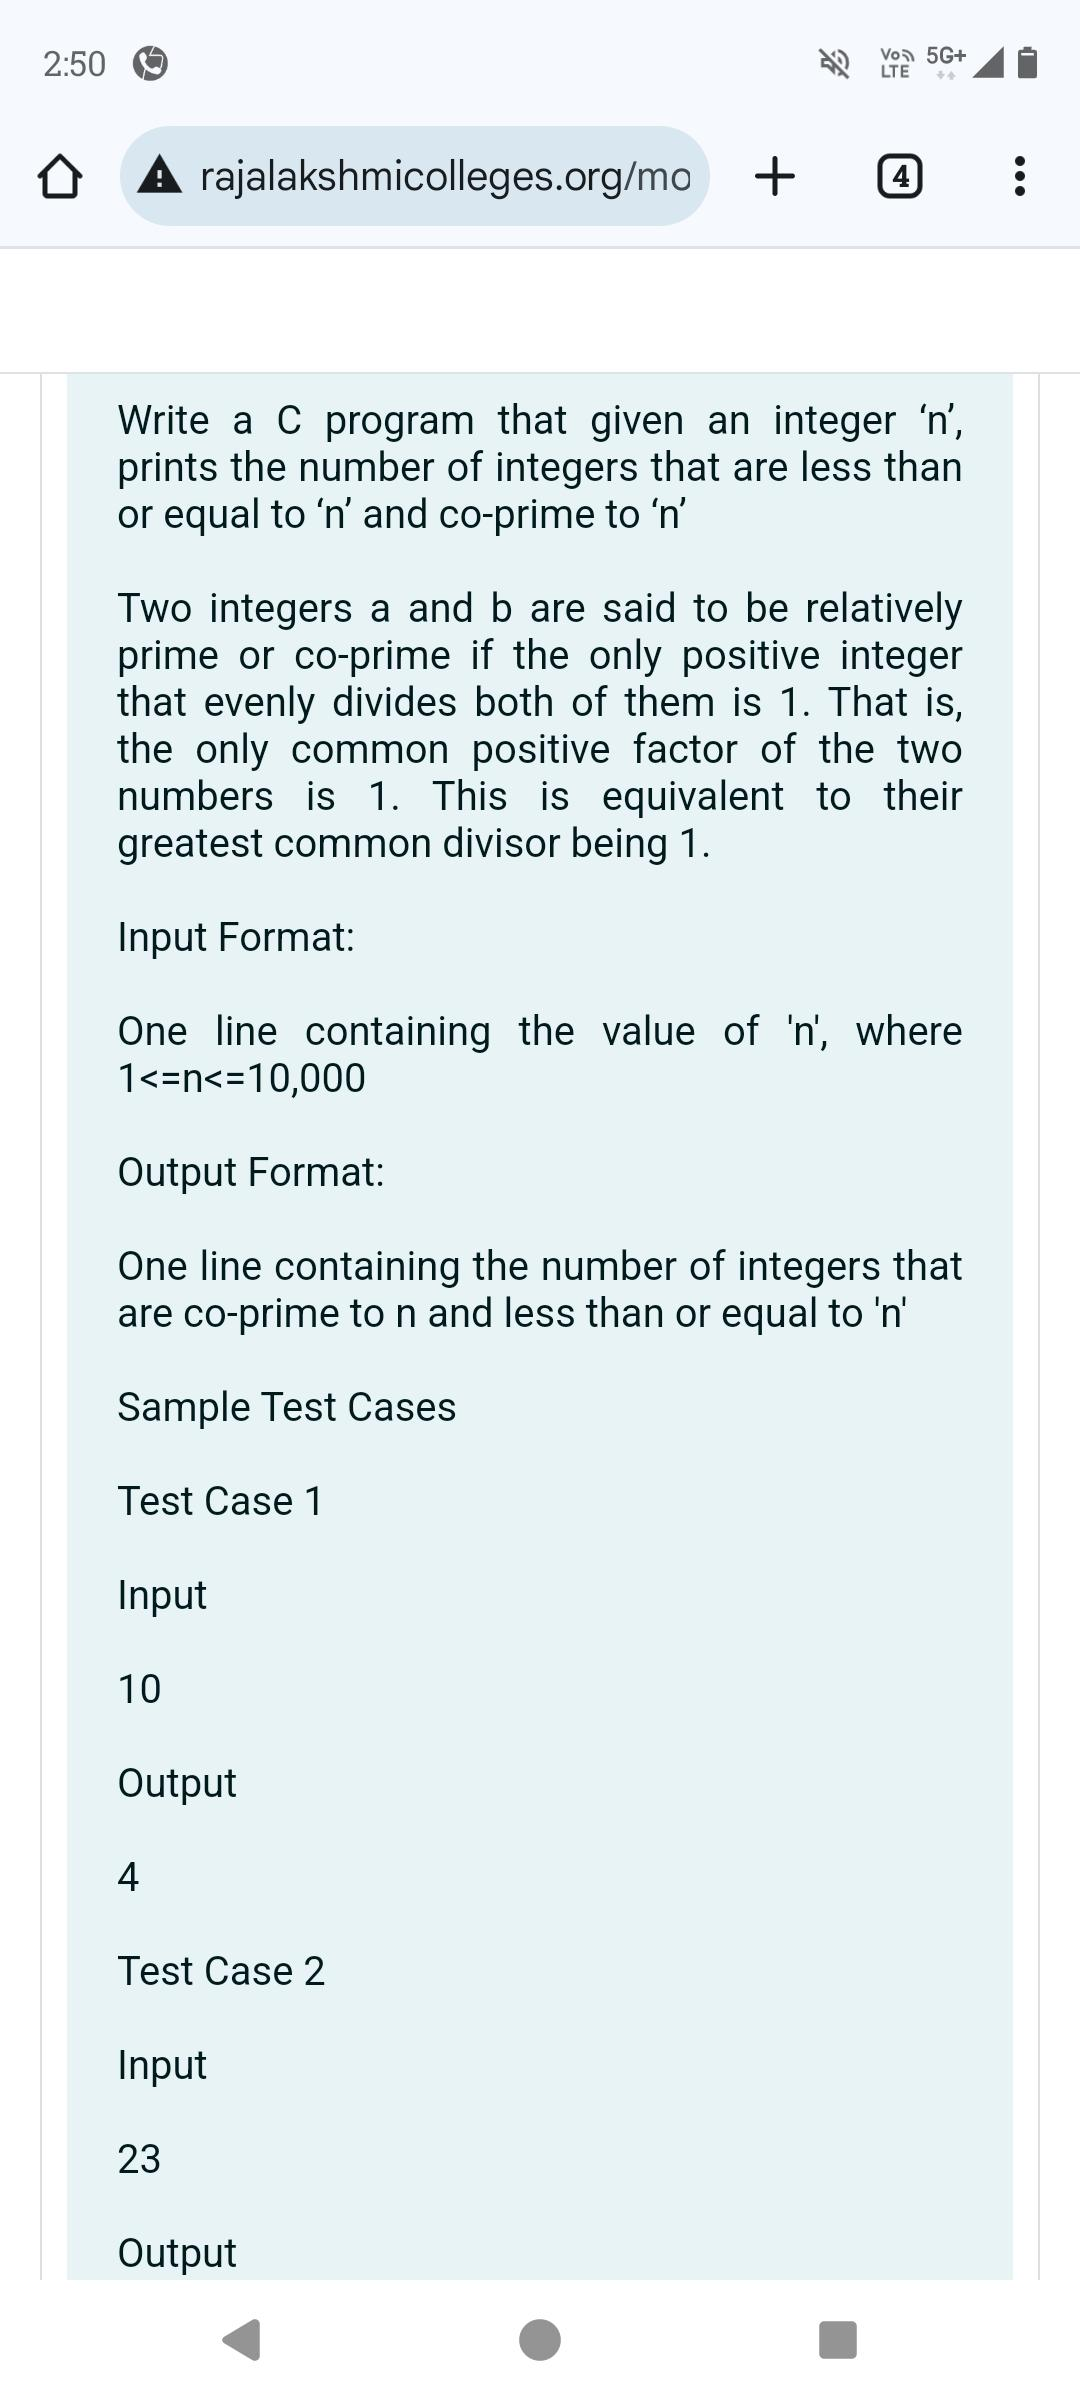 2:50
Vo
LTE
5G+
rajalakshmicolleges.org/mo
4
Write a C program that given an integer ‘n’,
prints the number of integers that are less than
or equal to ‘n’ and co-prime to ‘n’
Two integers a and b are said to be relatively
prime or co-prime if the only positive integer
that evenly divides both of them is 1. That is,
the only common positive factor of the two
numbers is 1. This is equivalent to their
greatest common divisor being 1.
Input Format:
One line containing the value of 'n', where
1<=n<=10,000
Output Format:
One line containing the number of integers that
are co-prime to n and less than or equal to 'n'
Sample Test Cases
Test Case 1
Input
10
Output
4
Test Case 2
Input
23
Output